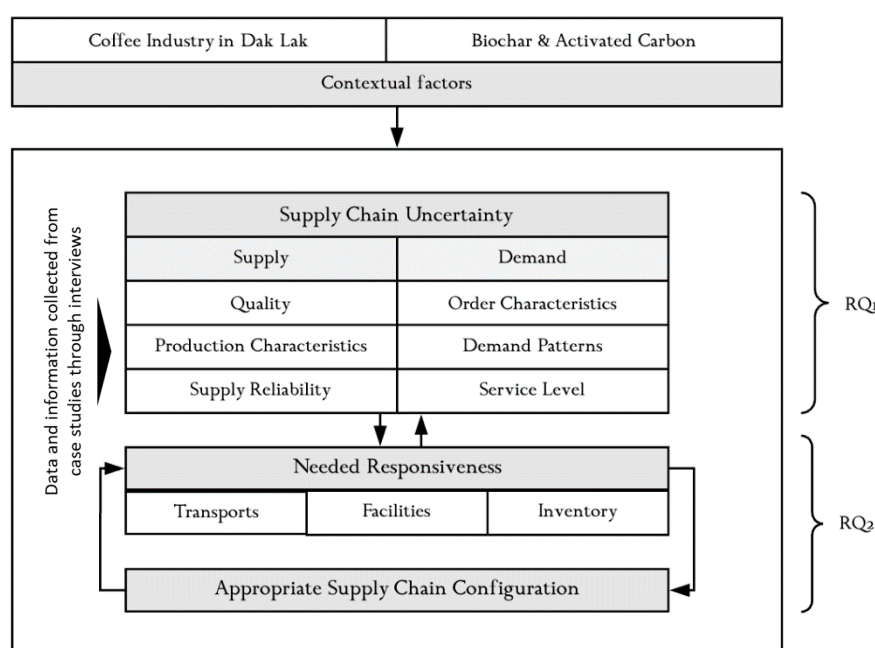 Coffee Industry in Dak Lak
Biochar & Activated Carbon
Contextual factors
Data and information collected from
case studies through interviews
Supply Chain Uncertainty
Supply
Demand
Quality
Order Characteristics
Production Characteristics
Demand Patterns
Supply Reliability
Service Level
RQ1
Needed Responsiveness
Transports
Facilities
Inventory
RQ2
Appropriate Supply Chain Configuration